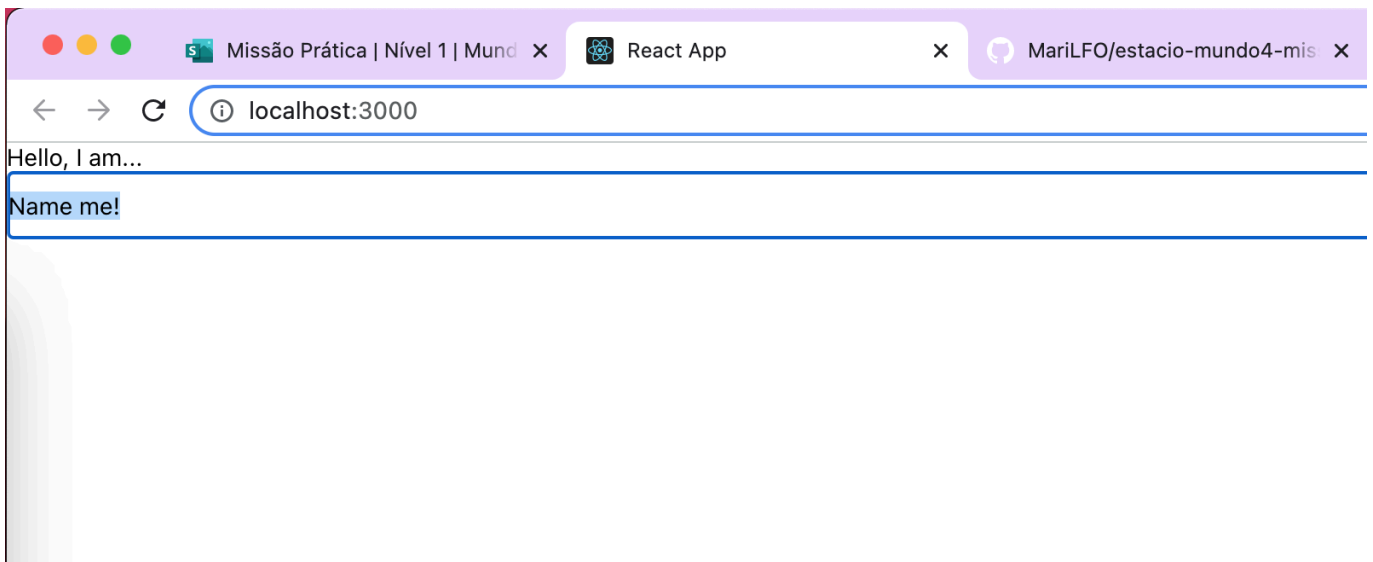 Missão Prática | Nível 1 | Mund
React App
MariLFO/estacio-mundo4-mis
localhost:3000
Hello, I am...
Name me!